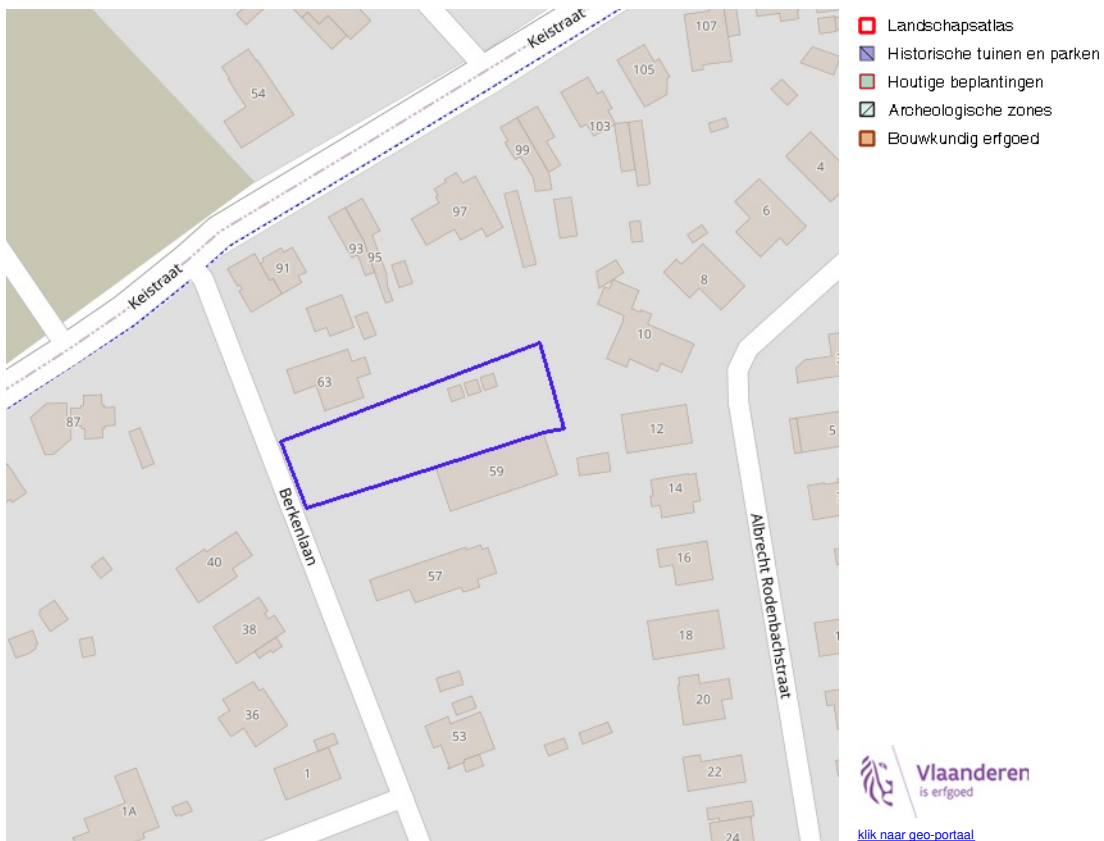 Landschapsatlas
Historische tuinen en parken
Houtige beplantingen
Archeologische zones
Bouwkundig erfgoed
Keistraat
107
105
54
103
99
4
97
6
93
95
91
8
Keistraat
10
63
87
12
5
59
14
Berkenlaan
16
40
57
Albrecht Rodenbachstraat
38
18
36
20
53
1
22
1A
24
Vlaanderen
is erfgoed
klik naar geo-portaal